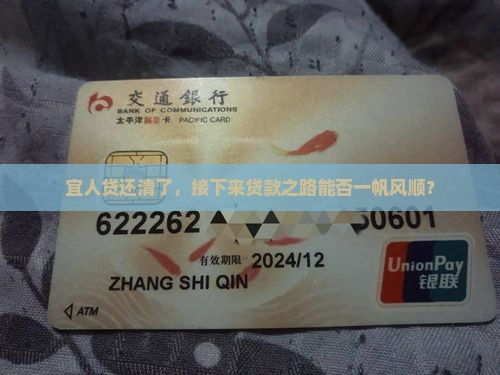 交通銀行
BANK OF COMMUNICATIONS
太平洋借记卡 PACIFIC CARD
宜人贷还清了，接下来贷款之路能否一帆风顺？
622262 50601
有效期限 2024/12
UnionPay
银联
ZHANG SHI QIN
ATM